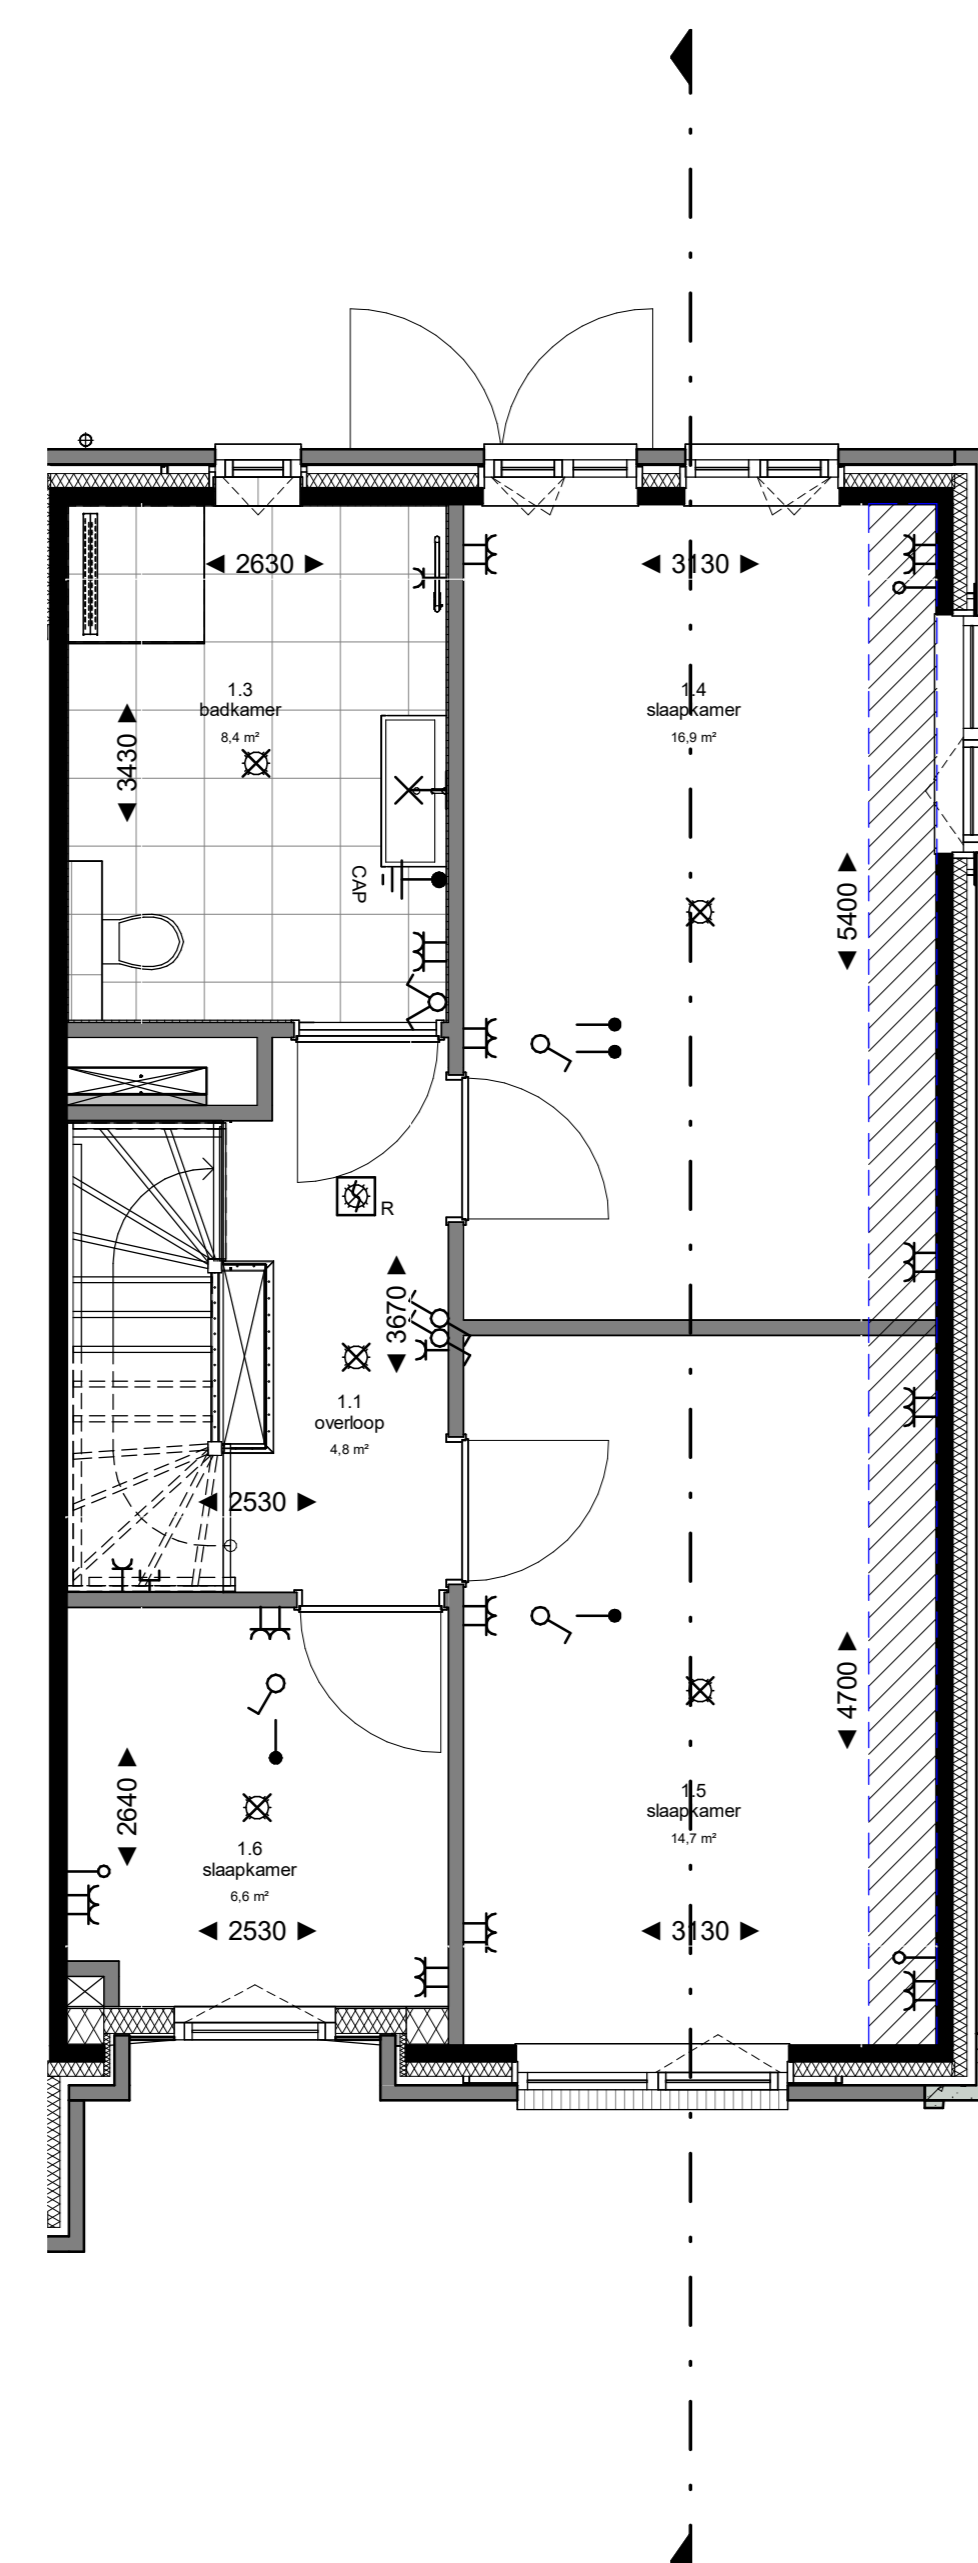 2630
3130
1.3
badkamer
8,4 m²
3430
1.4
slaapkamer
16,9 m²
CAP
5400
R
3670
1.1
overloop
4,8 m²
2530
4700
2640
1.5
slaapkamer
14,7 m²
1.6
slaapkamer
6,6 m²
2530
3130